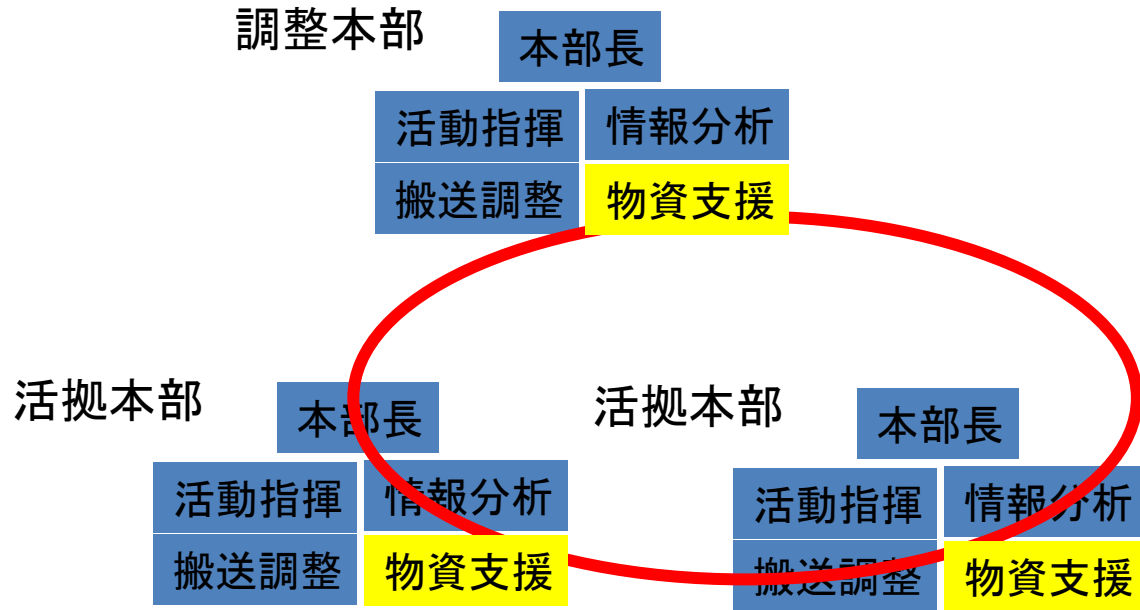 調整本部
本部長
活動指揮 情報分析
搬送調整 物資支援
活拠本部
本部長
活動指揮 情報分析
搬送調整 物資支援
活拠本部
本部長
活動指揮 情報分析
搬送調整 物資支援